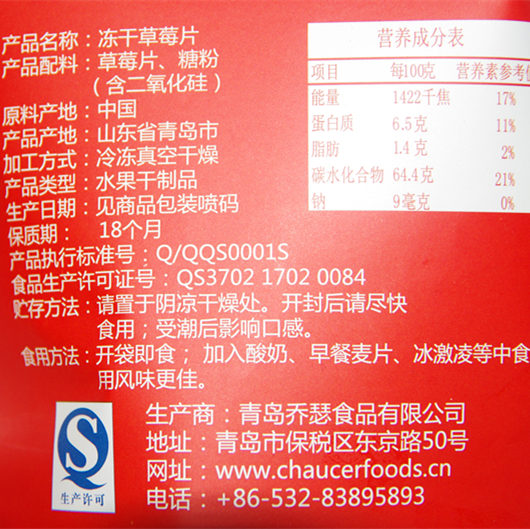 产品名称：冻干草莓片
产品配料：草莓片、糖粉
（含二氧化硅）
原料产地：中国
产品产地：山东省青岛市
加工方式：冷冻真空干燥
产品类型：水果干制品
生产日期：见商品包装喷码
保质期：18个月
产品执行标准号：Q/QQS0001S
食品生产许可证号：QS3702 1702 0084
贮存方法：请置于阴凉干燥处。开封后请尽快
食用；受潮后影响口感。
食用方法：开袋即食；加入酸奶、早餐麦片、冰激凌等中食
用风味更佳。
营养成分表
项目 每100克 营养素参考值
能量 1422千焦 17%
蛋白质 6.5克 11%
脂肪 1.4克 2%
碳水化合物 64.4克 21%
钠 9毫克 0%
QS
生产许可
生产商：青岛乔瑟食品有限公司
地址：青岛市保税区东京路50号
网址：www.chaucerfoods.cn
电话：+86-532-83895893